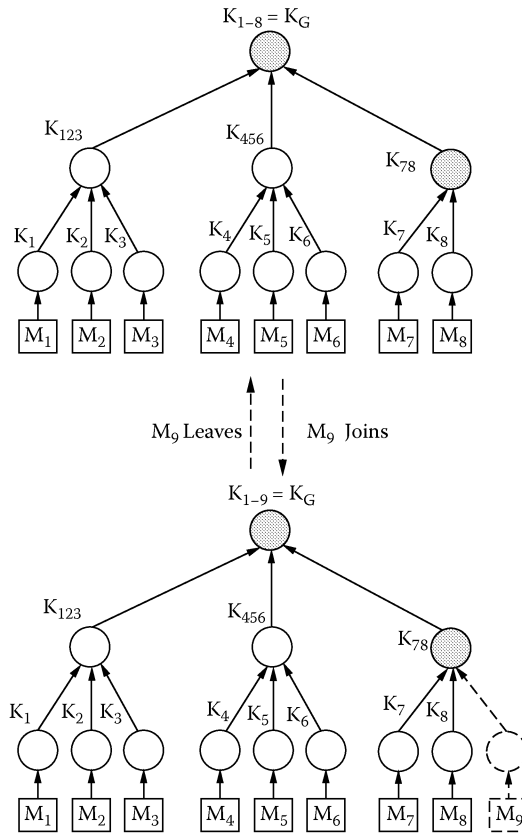 K1–8 = KG
K123 K456 K78
K1 K2 K3 K4 K5 K6 K7 K8
M1 M2 M3 M4 M5 M6 M7 M8
M9 Leaves M9 Joins
K1–9 = KG
K123 K456 K78
K1 K2 K3 K4 K5 K6 K7 K8
M1 M2 M3 M4 M5 M6 M7 M8 M9